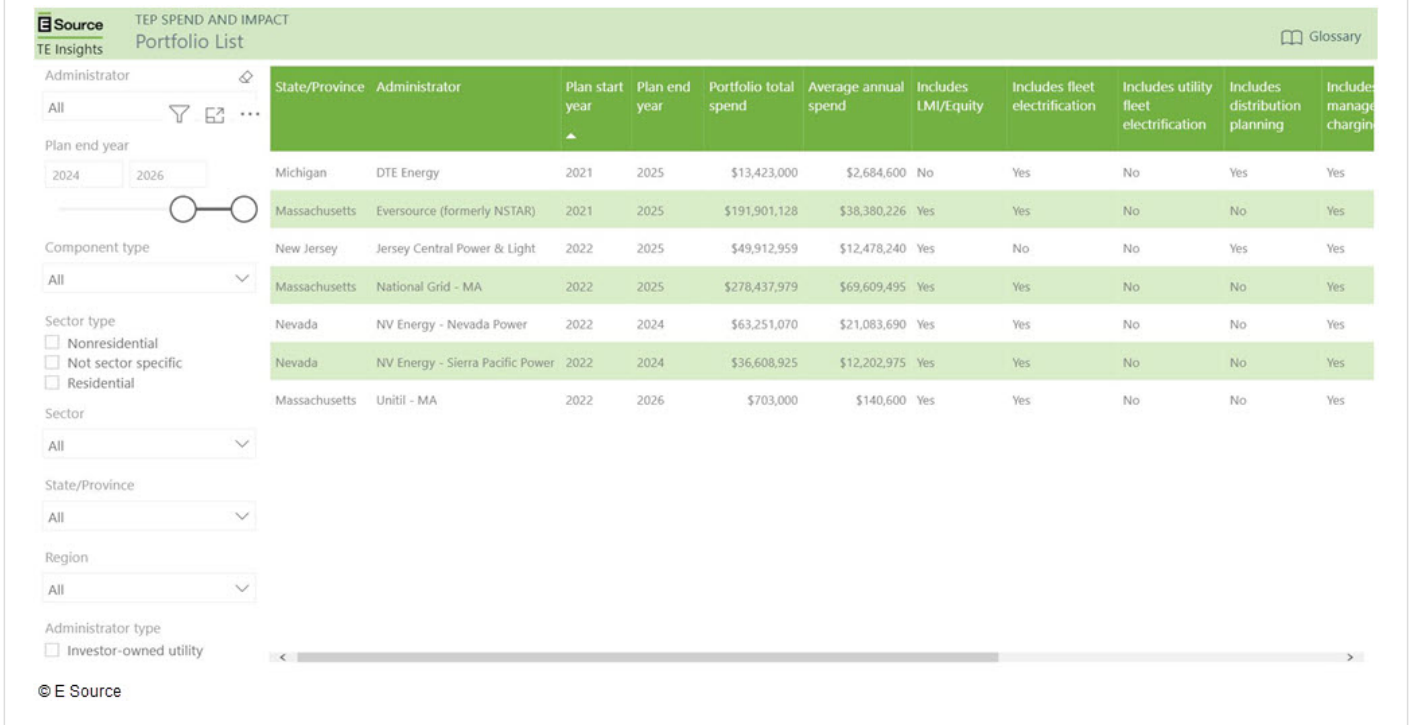 E Source
TE Insights
TEP SPEND AND IMPACT
Portfolio List
Glossary
Administrator
All
Plan end year
2024 2026
Component type
All
Sector type
Nonresidential
Not sector specific
Residential
Sector
All
State/Province
All
Region
All
Administrator type
Investor-owned utility
State/Province Administrator Plan start year Plan end year Portfolio total spend Average annual spend Includes LMI/Equity Includes fleet electrification Includes utility fleet electrification Includes distribution planning Includes manage chargin
Michigan DTE Energy 2021 2025 $13,423,000 $2,684,600 No Yes No Yes Yes
Massachusetts Eversource (formerly NSTAR) 2021 2025 $191,901,128 $38,380,226 Yes Yes No No Yes
New Jersey Jersey Central Power & Light 2022 2025 $49,912,959 $12,478,240 Yes No No Yes Yes
Massachusetts National Grid - MA 2022 2025 $278,437,979 $69,609,495 Yes Yes No No Yes
Nevada NV Energy - Nevada Power 2022 2024 $63,251,070 $21,083,690 Yes Yes No No Yes
Nevada NV Energy - Sierra Pacific Power 2022 2024 $36,608,925 $12,202,975 Yes Yes No No Yes
Massachusetts Unitil - MA 2022 2026 $703,000 $140,600 Yes Yes No No Yes
© E Source